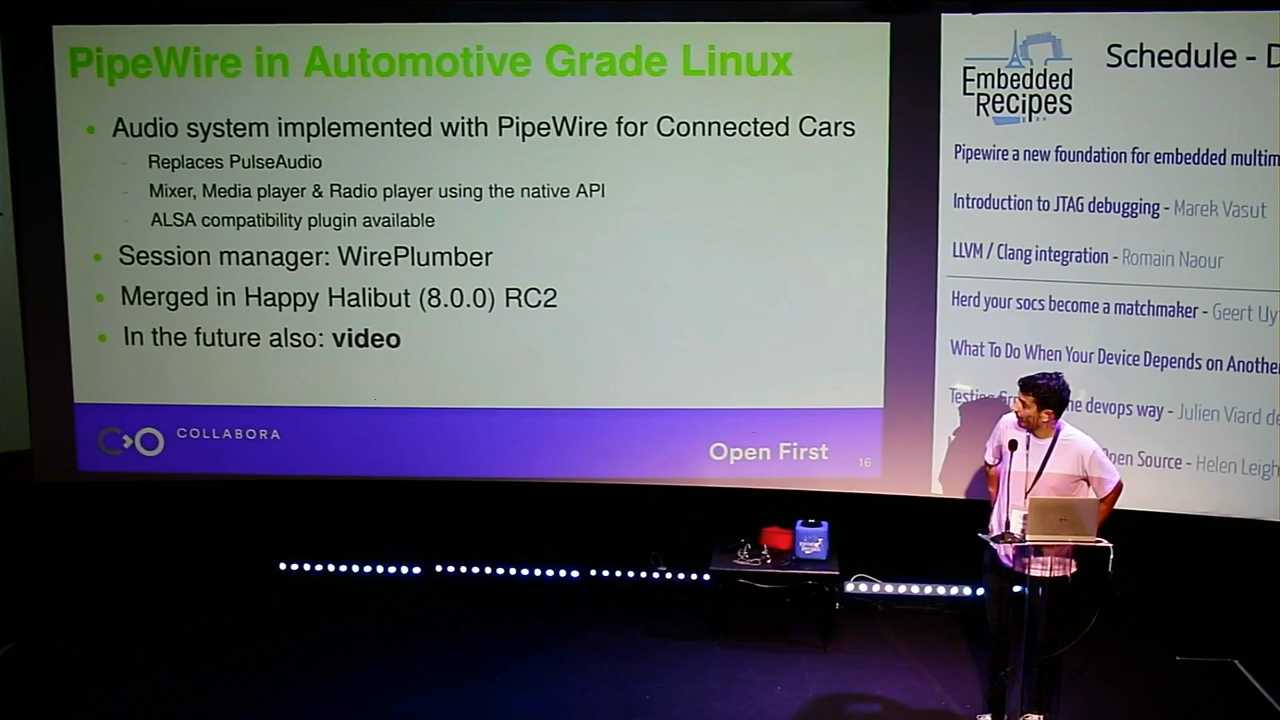 PipeWire in Automotive Grade Linux
Audio system implemented with PipeWire for Connected Cars
Replaces PulseAudio
Mixer, Media player & Radio player using the native API
ALSA compatibility plugin available
Session manager: WirePlumber
Merged in Happy Halibut (8.0.0) RC2
In the future also: video
COLLABORA
Open First
16
Embedded
Recipes
Schedule - D
Pipewire a new foundation for embedded multim
Introduction to JTAG debugging - Marek Vasut
LLVM / Clang integration - Romain Naour
Herd your socs become a matchmaker - Geert Uy
What To Do When Your Device Depends on Anothe
he devops way - Julien Viard de
Open Source - Helen Leigh